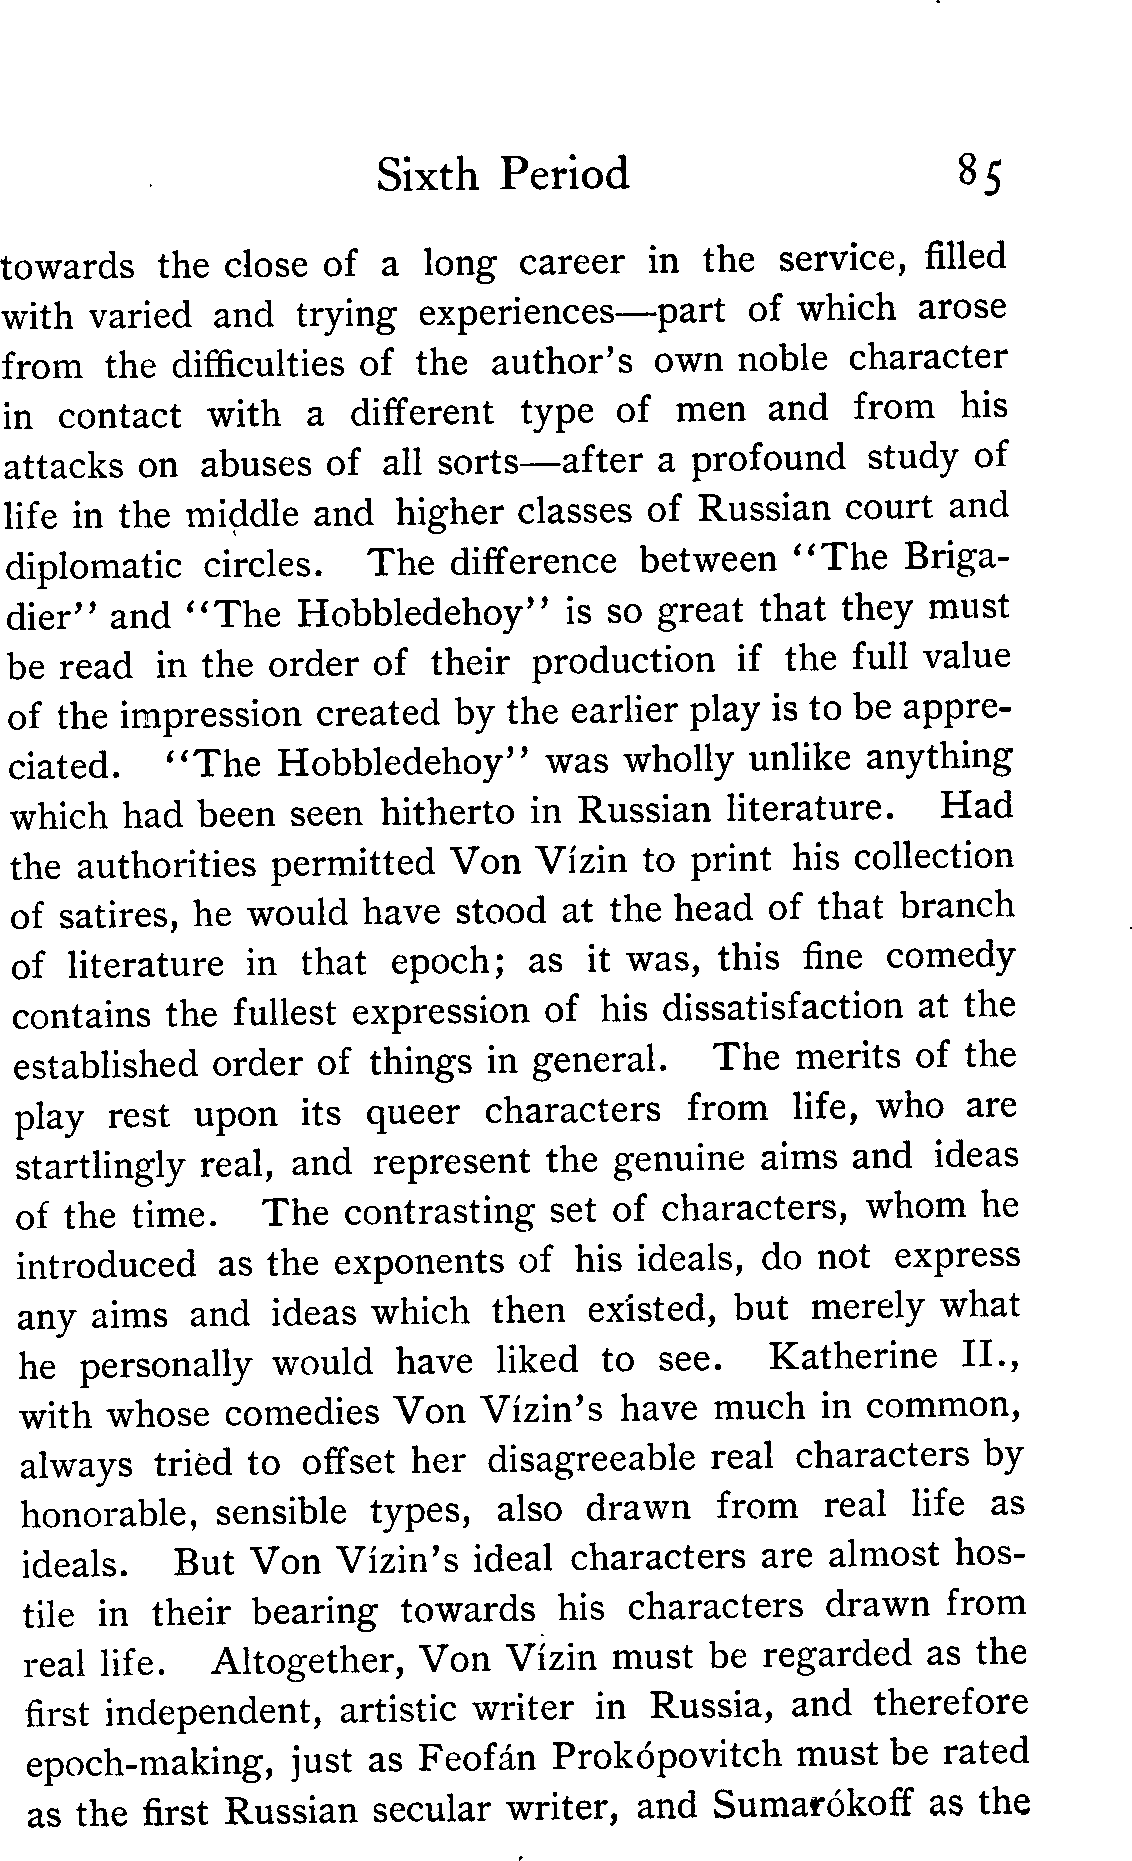 Sixth Period 85
towards the close of a long career in the service, filled
with varied and trying experiences—part of which arose
from the difficulties of the author's own noble character
in contact with a different type of men and from his
attacks on abuses of all sorts—after a profound study of
life in the middle and higher classes of Russian court and
diplomatic circles. The difference between "The Briga-
dier" and "The Hobbledehoy" is so great that they must
be read in the order of their production if the full value
of the impression created by the earlier play is to be appre-
ciated. "The Hobbledehoy" was wholly unlike anything
which had been seen hitherto in Russian literature. Had
the authorities permitted Von Vízin to print his collection
of satires, he would have stood at the head of that branch
of literature in that epoch; as it was, this fine comedy
contains the fullest expression of his dissatisfaction at the
established order of things in general. The merits of the
play rest upon its queer characters from life, who are
startlingly real, and represent the genuine aims and ideas
of the time. The contrasting set of characters, whom he
introduced as the exponents of his ideals, do not express
any aims and ideas which then existed, but merely what
he personally would have liked to see. Katherine II.,
with whose comedies Von Vízin's have much in common,
always tried to offset her disagreeable real characters by
honorable, sensible types, also drawn from real life as
ideals. But Von Vízin's ideal characters are almost hos-
tile in their bearing towards his characters drawn from
real life. Altogether, Von Vízin must be regarded as the
first independent, artistic writer in Russia, and therefore
epoch-making, just as Feofán Prokópovitch must be rated
as the first Russian secular writer, and Sumarókoff as the